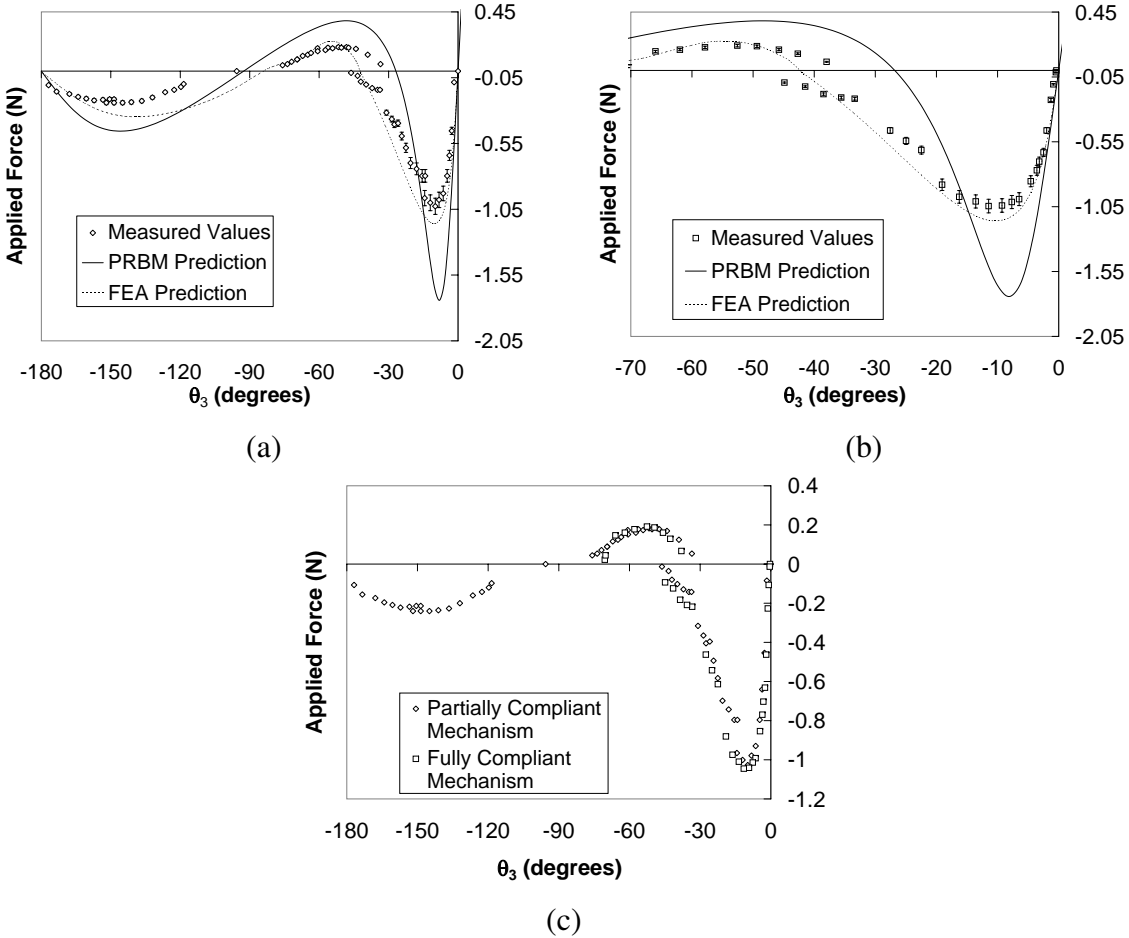 0.45
-0.05
-0.55
-1.05
-1.55
-2.05
Applied Force (N)
Measured Values
PRBM Prediction
FEA Prediction
-180 -150 -120 -90 -60 -30 0
θ3 (degrees)
(a)
0.45
-0.05
-0.55
-1.05
-1.55
-2.05
Applied Force (N)
Measured Values
PRBM Prediction
FEA Prediction
-70 -60 -50 -40 -30 -20 -10 0
θ3 (degrees)
(b)
0.4
0.2
0
-0.2
-0.4
-0.6
-0.8
-1
-1.2
Applied Force (N)
Partially Compliant
Mechanism
Fully Compliant
Mechanism
-180 -150 -120 -90 -60 -30 0
θ3 (degrees)
(c)